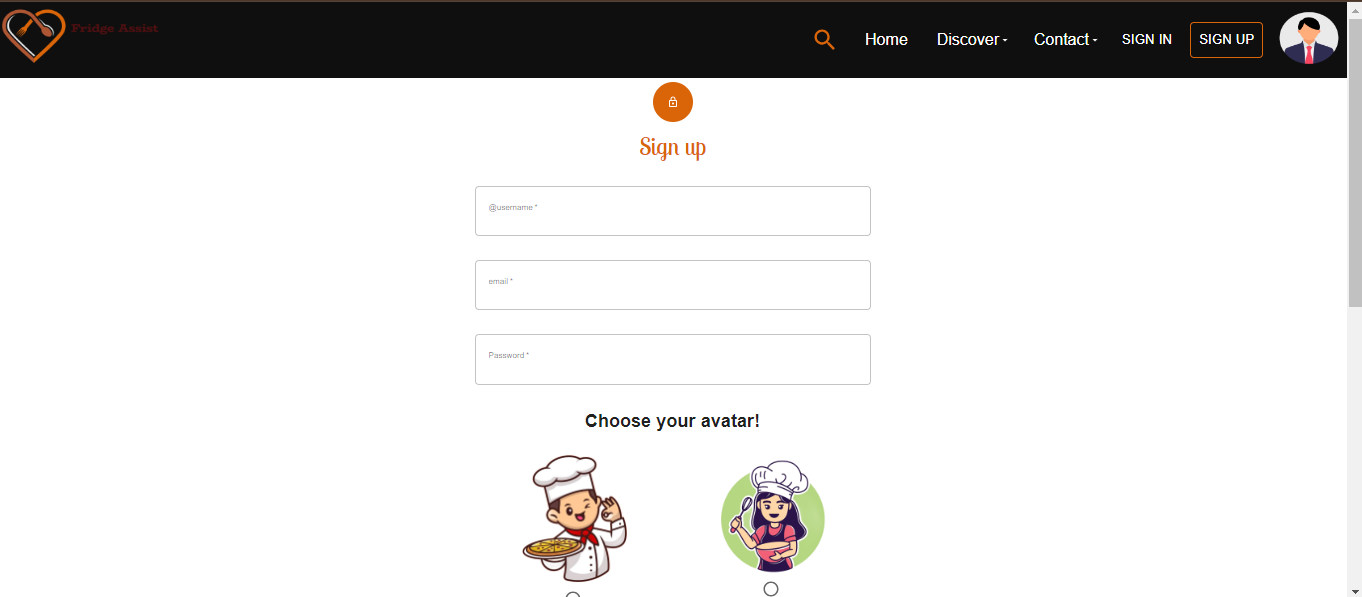 Fridge Assist
Home Discover Contact SIGN IN SIGN UP
Sign up
@username *
email *
Password *
Choose your avatar!